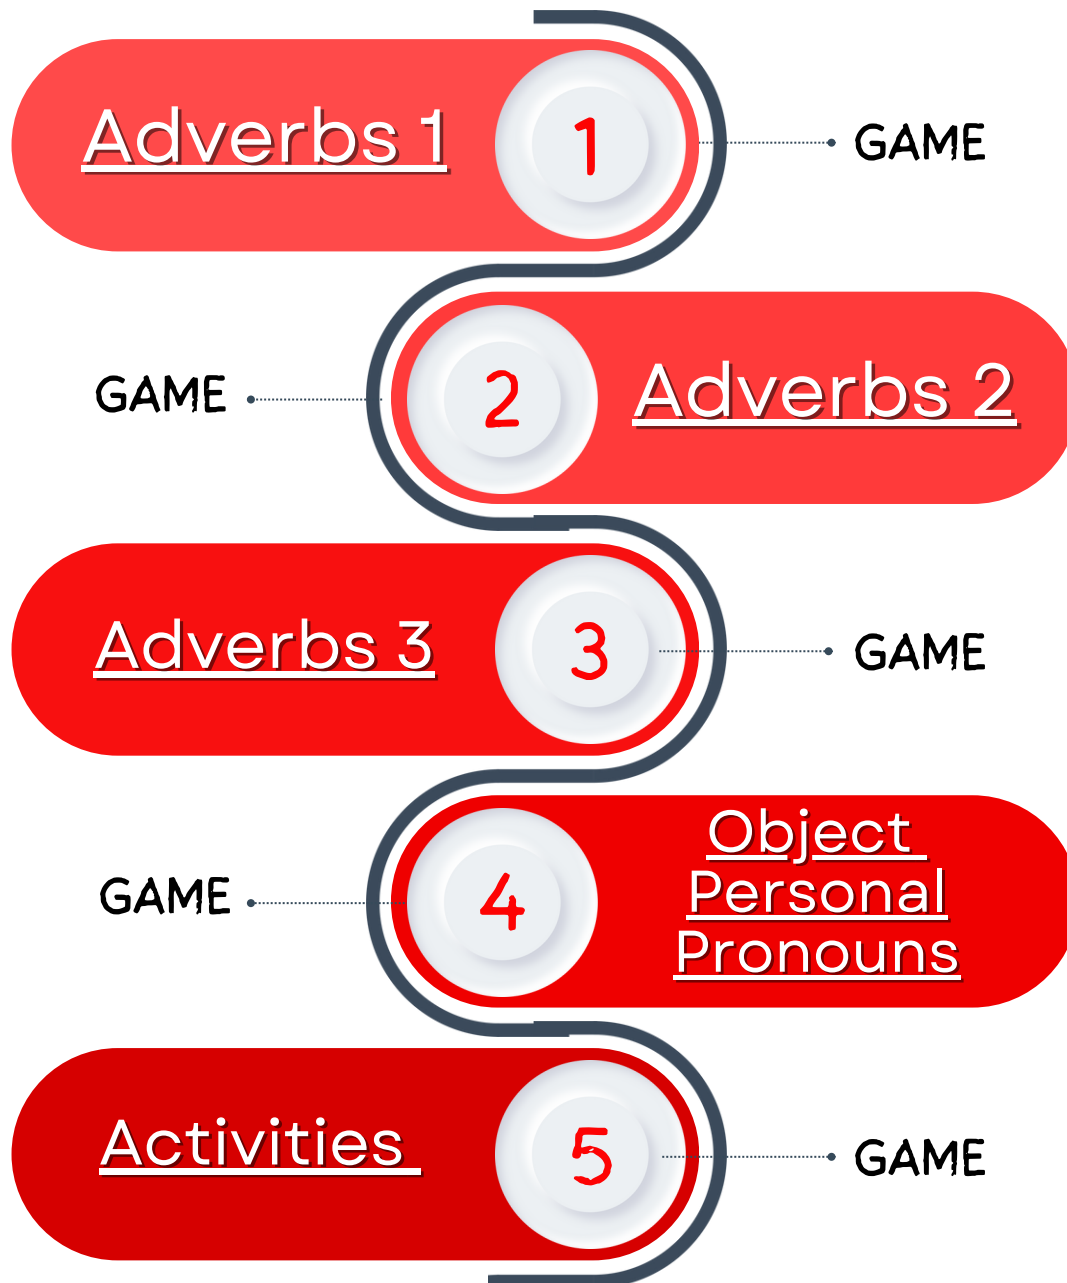 Adverbs 1
1
GAME
GAME
2
Adverbs 2
Adverbs 3
3
GAME
GAME
4
Object
Personal
Pronouns
Activities
5
GAME